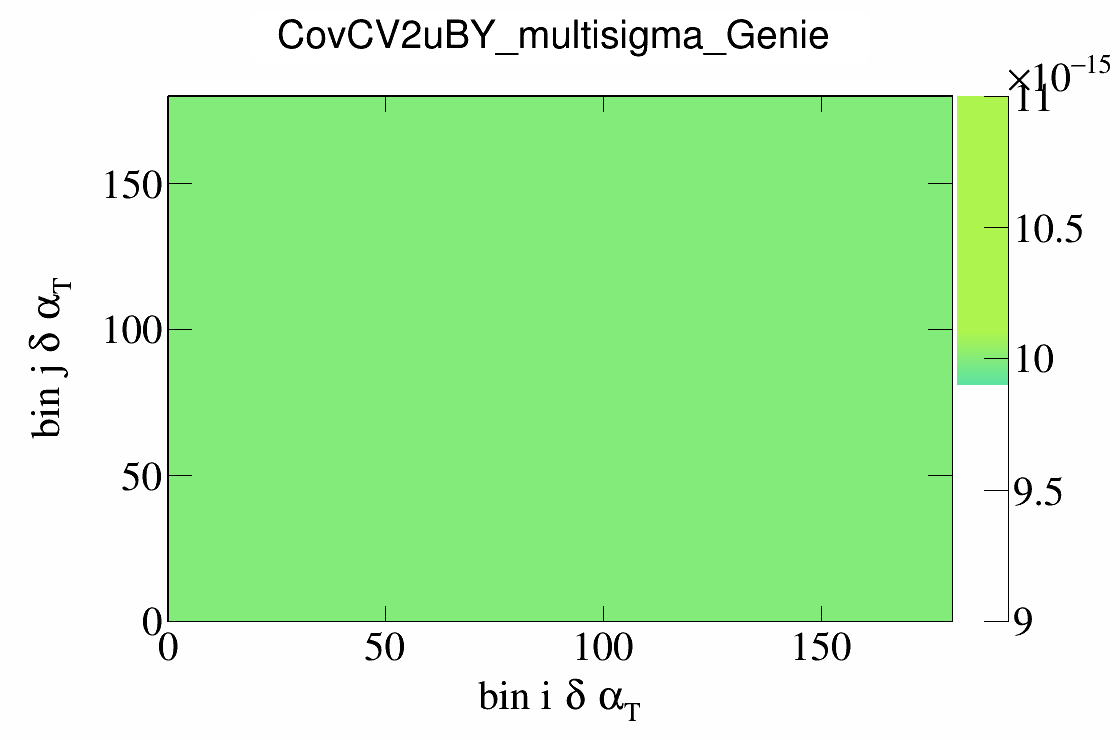 CovCV2uBY_multisigma_Genie
×10⁻¹⁵
11
10.5
10
9.5
9
150
100
50
0
0 50 100 150
bin j δ α_T
bin i δ α_T